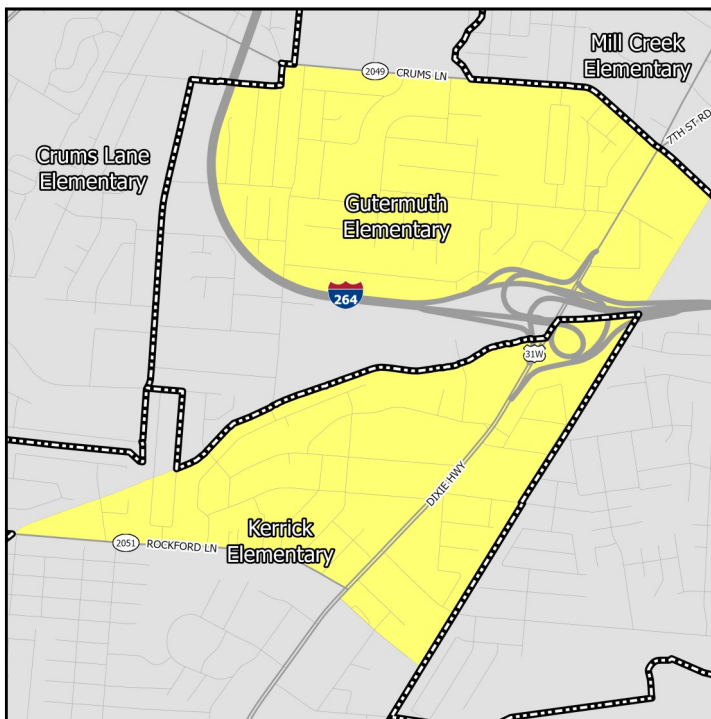 Mill Creek
Elementary
2049
CRUMS LN
7TH ST RD
Crums Lane
Elementary
Gutermuth
Elementary
264
31W
DIXIE HWY
Kerrick
Elementary
2051
ROCKFORD LN